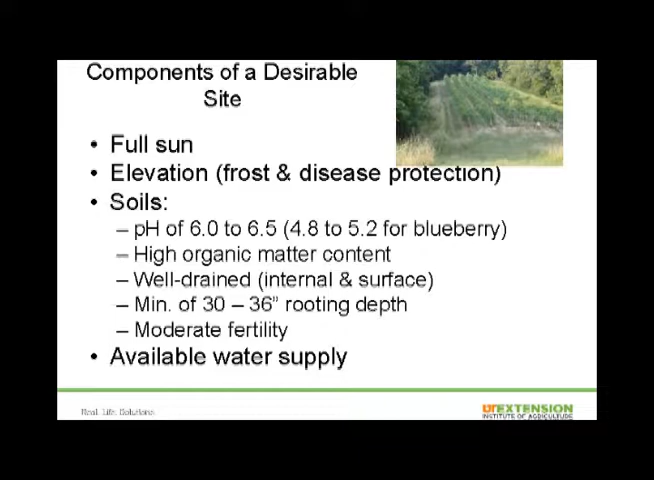 Components of a Desirable
Site
• Full sun
• Elevation (frost & disease protection)
• Soils:
– pH of 6.0 to 6.5 (4.8 to 5.2 for blueberry)
– High organic matter content
– Well-drained (internal & surface)
– Min. of 30 – 36” rooting depth
– Moderate fertility
• Available water supply
Real. Life. Solutions.
UTEXTENSION
INSTITUTE OF AGRICULTURE